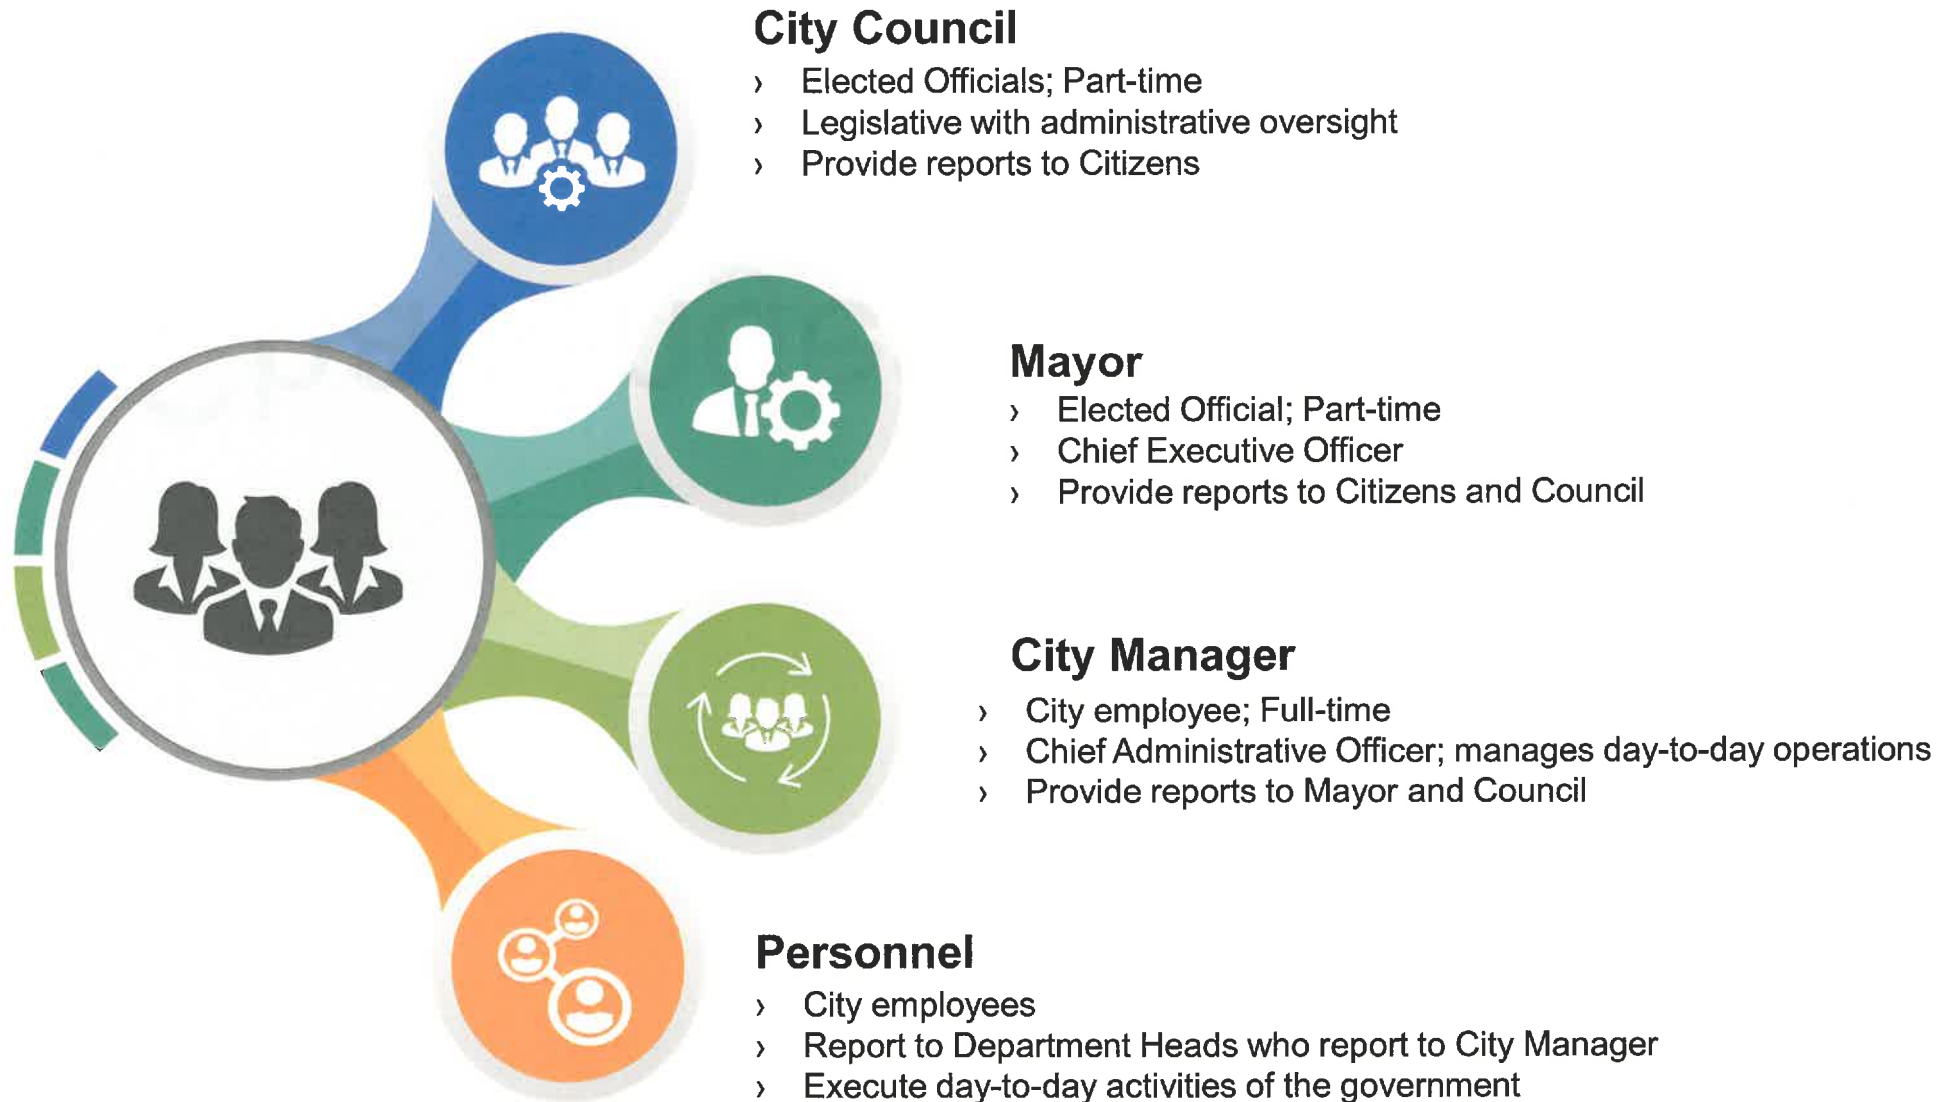 City Council
› Elected Officials; Part-time
› Legislative with administrative oversight
› Provide reports to Citizens
Mayor
› Elected Official; Part-time
› Chief Executive Officer
› Provide reports to Citizens and Council
City Manager
› City employee; Full-time
› Chief Administrative Officer; manages day-to-day operations
› Provide reports to Mayor and Council
Personnel
› City employees
› Report to Department Heads who report to City Manager
› Execute day-to-day activities of the government